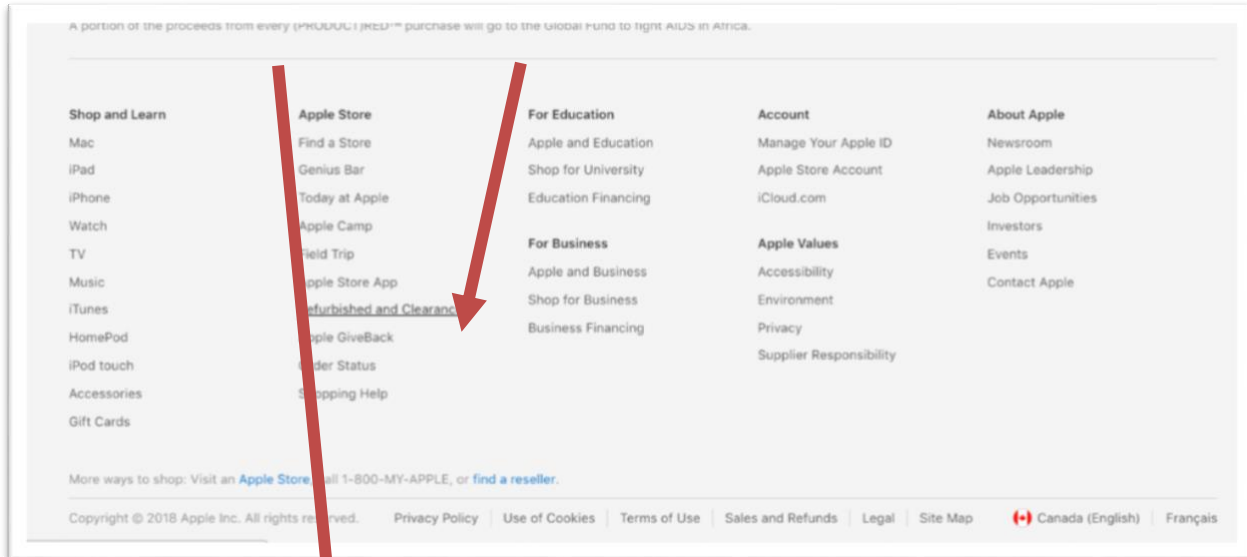 A portion of the proceeds from every (PRODUCT)RED™ purchase will go to the Global Fund to fight AIDS in Africa.
Shop and Learn
Mac
iPad
iPhone
Watch
TV
Music
iTunes
HomePod
iPod touch
Accessories
Gift Cards
Apple Store
Find a Store
Genius Bar
Today at Apple
Apple Camp
Field Trip
Apple Store App
Refurbished and Clearance
Apple GiveBack
Order Status
Shopping Help
For Education
Apple and Education
Shop for University
Education Financing
For Business
Apple and Business
Shop for Business
Business Financing
Account
Manage Your Apple ID
Apple Store Account
iCloud.com
Apple Values
Accessibility
Environment
Privacy
Supplier Responsibility
About Apple
Newsroom
Apple Leadership
Job Opportunities
Investors
Events
Contact Apple
More ways to shop: Visit an Apple Store, call 1-800-MY-APPLE, or find a reseller.
Copyright © 2018 Apple Inc. All rights reserved. Privacy Policy | Use of Cookies | Terms of Use | Sales and Refunds | Legal | Site Map Canada (English) | Français